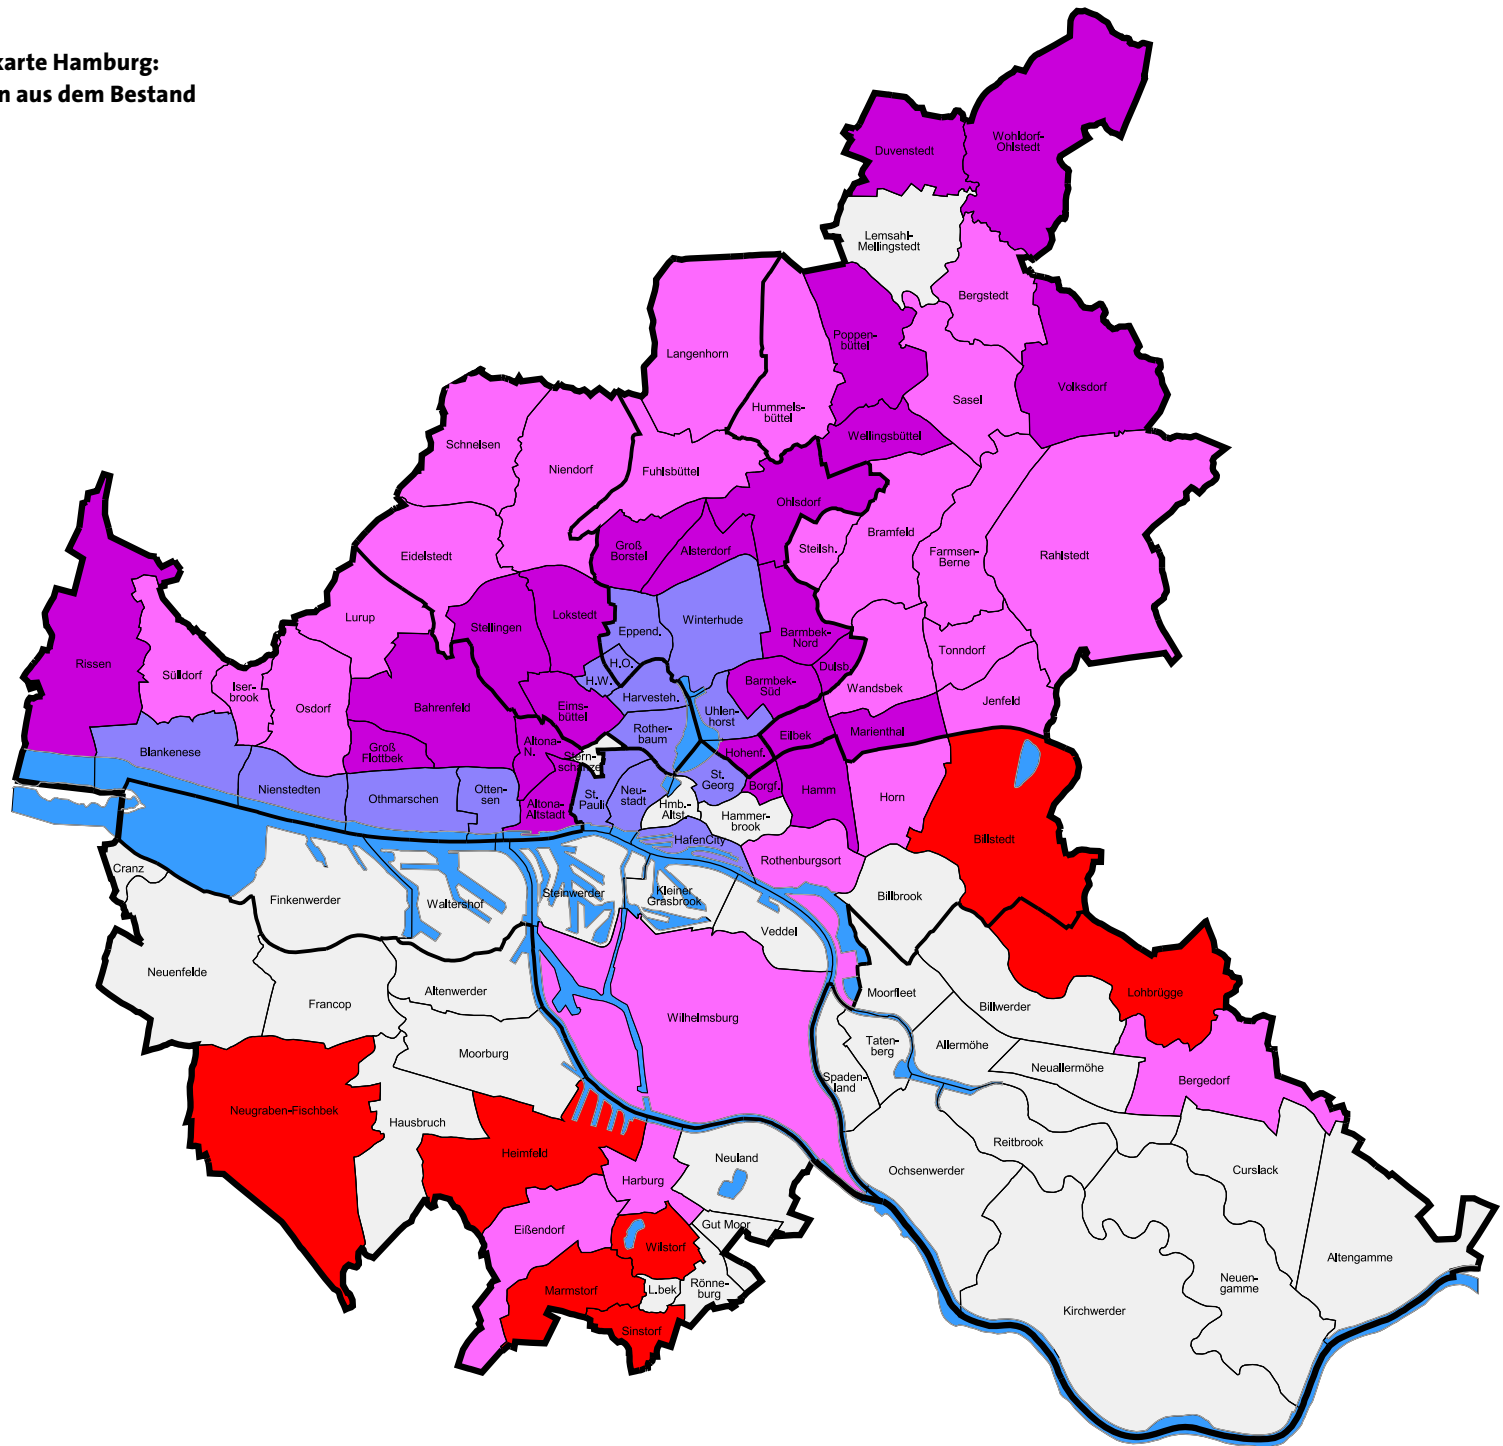 karte Hamburg:
n aus dem Bestand
Wohldorf-
Ohlstedt
Duvenstedt
Lemsahl-
Mellingstedt
Bergstedt
Poppen-
büttel
Langenhorn
Volksdorf
Sasel
Hummels-
büttel
Wellingsbüttel
Schnelsen
Niendorf
Fuhlsbüttel
Ohlsdorf
Bramfeld
Steilsh.
Farmsen-
Berne
Rahlstedt
Groß
Borstel
Alsterdorf
Eidelstedt
Lurup
Stellingen
Lokstedt
Eppend.
Winterhude
Barmbek-
Nord
Dulsb.
Tonndorf
Rissen
Sülldorf
Iser-
brook
Osdorf
H.O.
H.W.
Harvesteh.
Barmbek-
Süd
Wandsbek
Jenfeld
Bahrenfeld
Eims-
büttel
Uhlen-
horst
Rother-
baum
Eilbek
Marienthal
Blankenese
Groß
Flottbek
Altona-
N.
Stern-
schanze
Hohenf.
Nienstedten
Othmarschen
Otten-
sen
St.
Pauli
Neu-
stadt
St.
Georg
Borgf.
Hamm
Horn
Altona-
Altstadt
Hmb.-
Altst.
Hammer-
brook
HafenCity
Billstedt
Rothenburgsort
Cranz
Finkenwerder
Waltershof
Steinwerder
Kleiner
Grasbrook
Billbrook
Veddel
Neuenfelde
Francop
Altenwerder
Moorfleet
Billwerder
Lohbrügge
Wilhelmsburg
Moorburg
Taten-
berg
Allermöhe
Neuallermöhe
Spaden-
land
Bergedorf
Neugraben-Fischbek
Hausbruch
Heimfeld
Neuland
Reitbrook
Ochsenwerder
Curslack
Harburg
Eißendorf
Gut Moor
Wilstorf
Altengamme
Marmstorf
L.bek
Rönne-
burg
Neuen-
gamme
Kirchwerder
Sinstorf